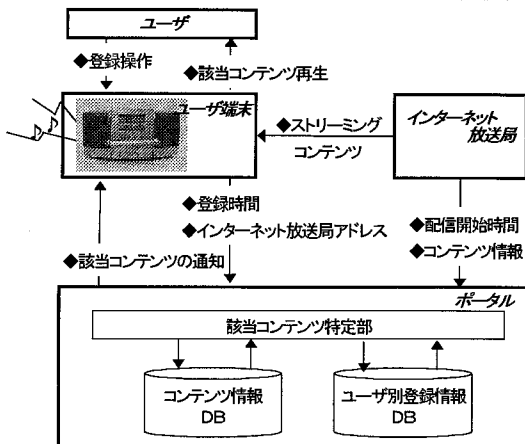 ユーザ
◆登録操作
◆該当コンテンツ再生
ユーザ端末
◆ストリーミング
コンテンツ
インターネット
放送局
◆登録時間
◆インターネット放送局アドレス
◆配信開始時間
◆コンテンツ情報
◆該当コンテンツの通知
ポータル
該当コンテンツ特定部
コンテンツ情報
DB
ユーザ別登録情報
DB